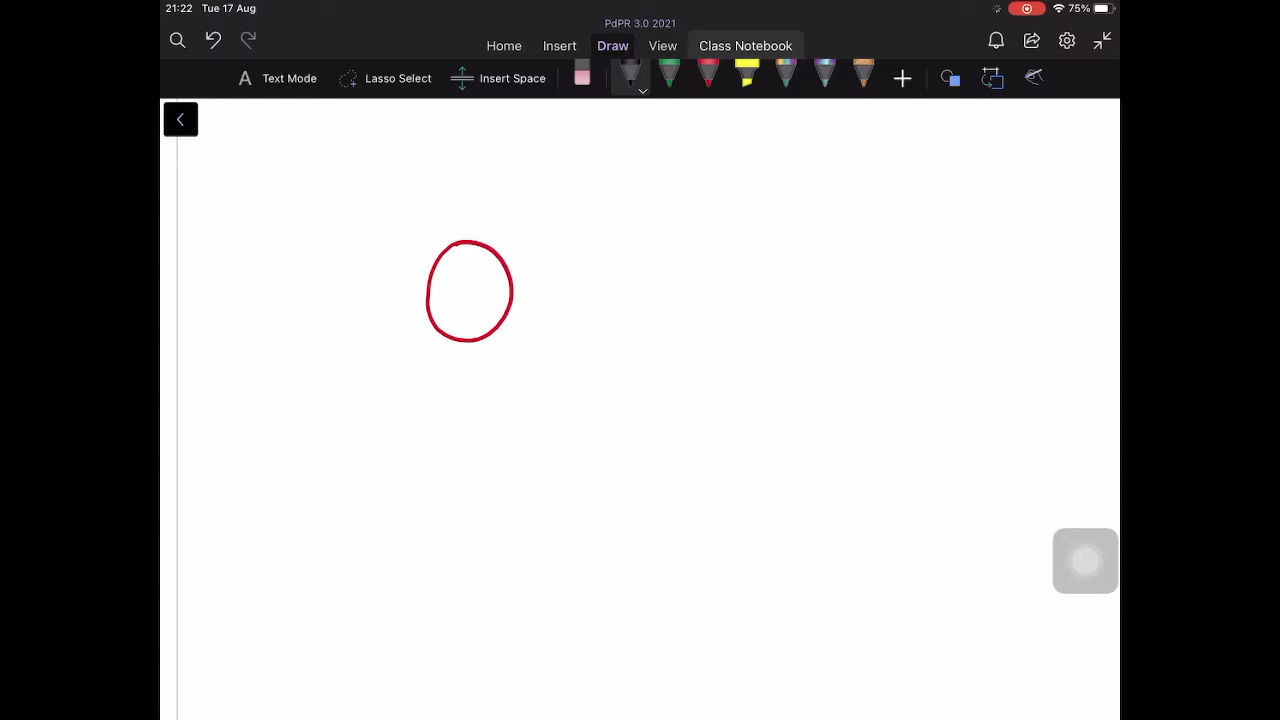 21:22 Tue 17 Aug 75%
PdPR 3.0 2021
Home Insert Draw View Class Notebook
A Text Mode Lasso Select Insert Space